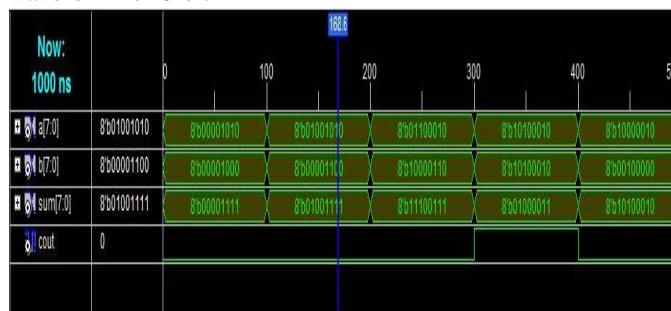 168.6
Now:
1000 ns
0 100 200 300 400
a[7:0] 8'b01001010 8'b00001010 8'b01001010 8'b01100010 8'b10100010 8'b10000010
b[7:0] 8'b00001100 8'b00001000 8'b00001100 8'b10000110 8'b10100010 8'b00100000
sum[7:0] 8'b01001111 8'b00001111 8'b01001111 8'b11100111 8'b01000011 8'b10100010
cout 0